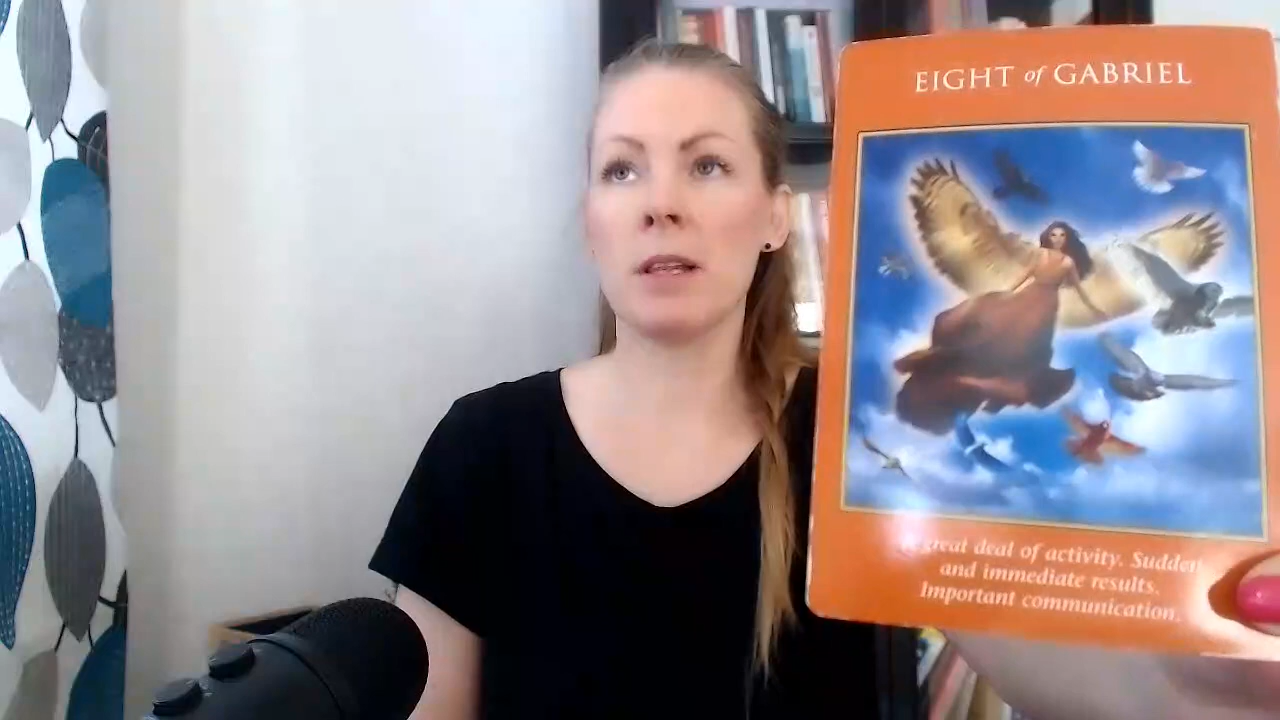 EIGHT of GABRIEL
great deal of activity. Sudden
and immediate results.
Important communication.